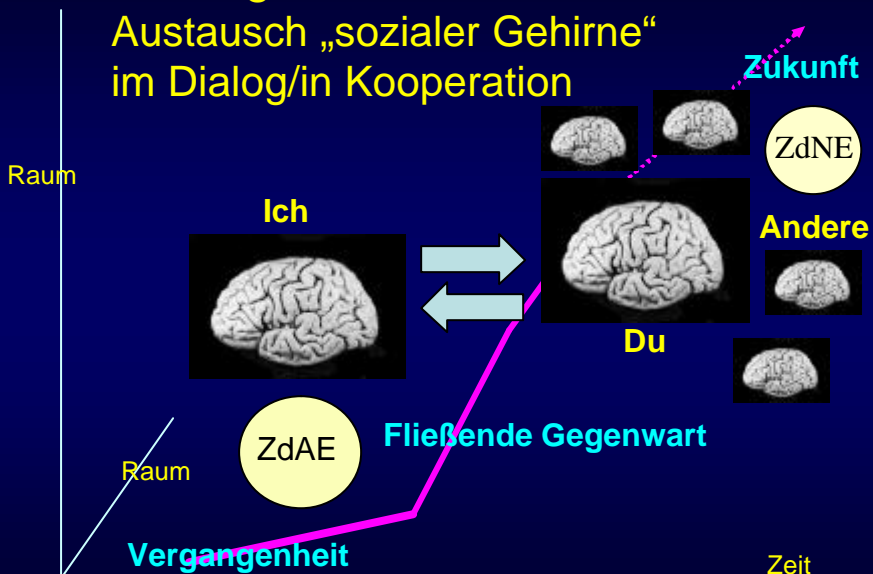 Austausch „sozialer Gehirne“
im Dialog/in Kooperation
Zukunft
ZdNE
Raum
Ich
Andere
Du
ZdAE
Fließende Gegenwart
Raum
Vergangenheit
Zeit